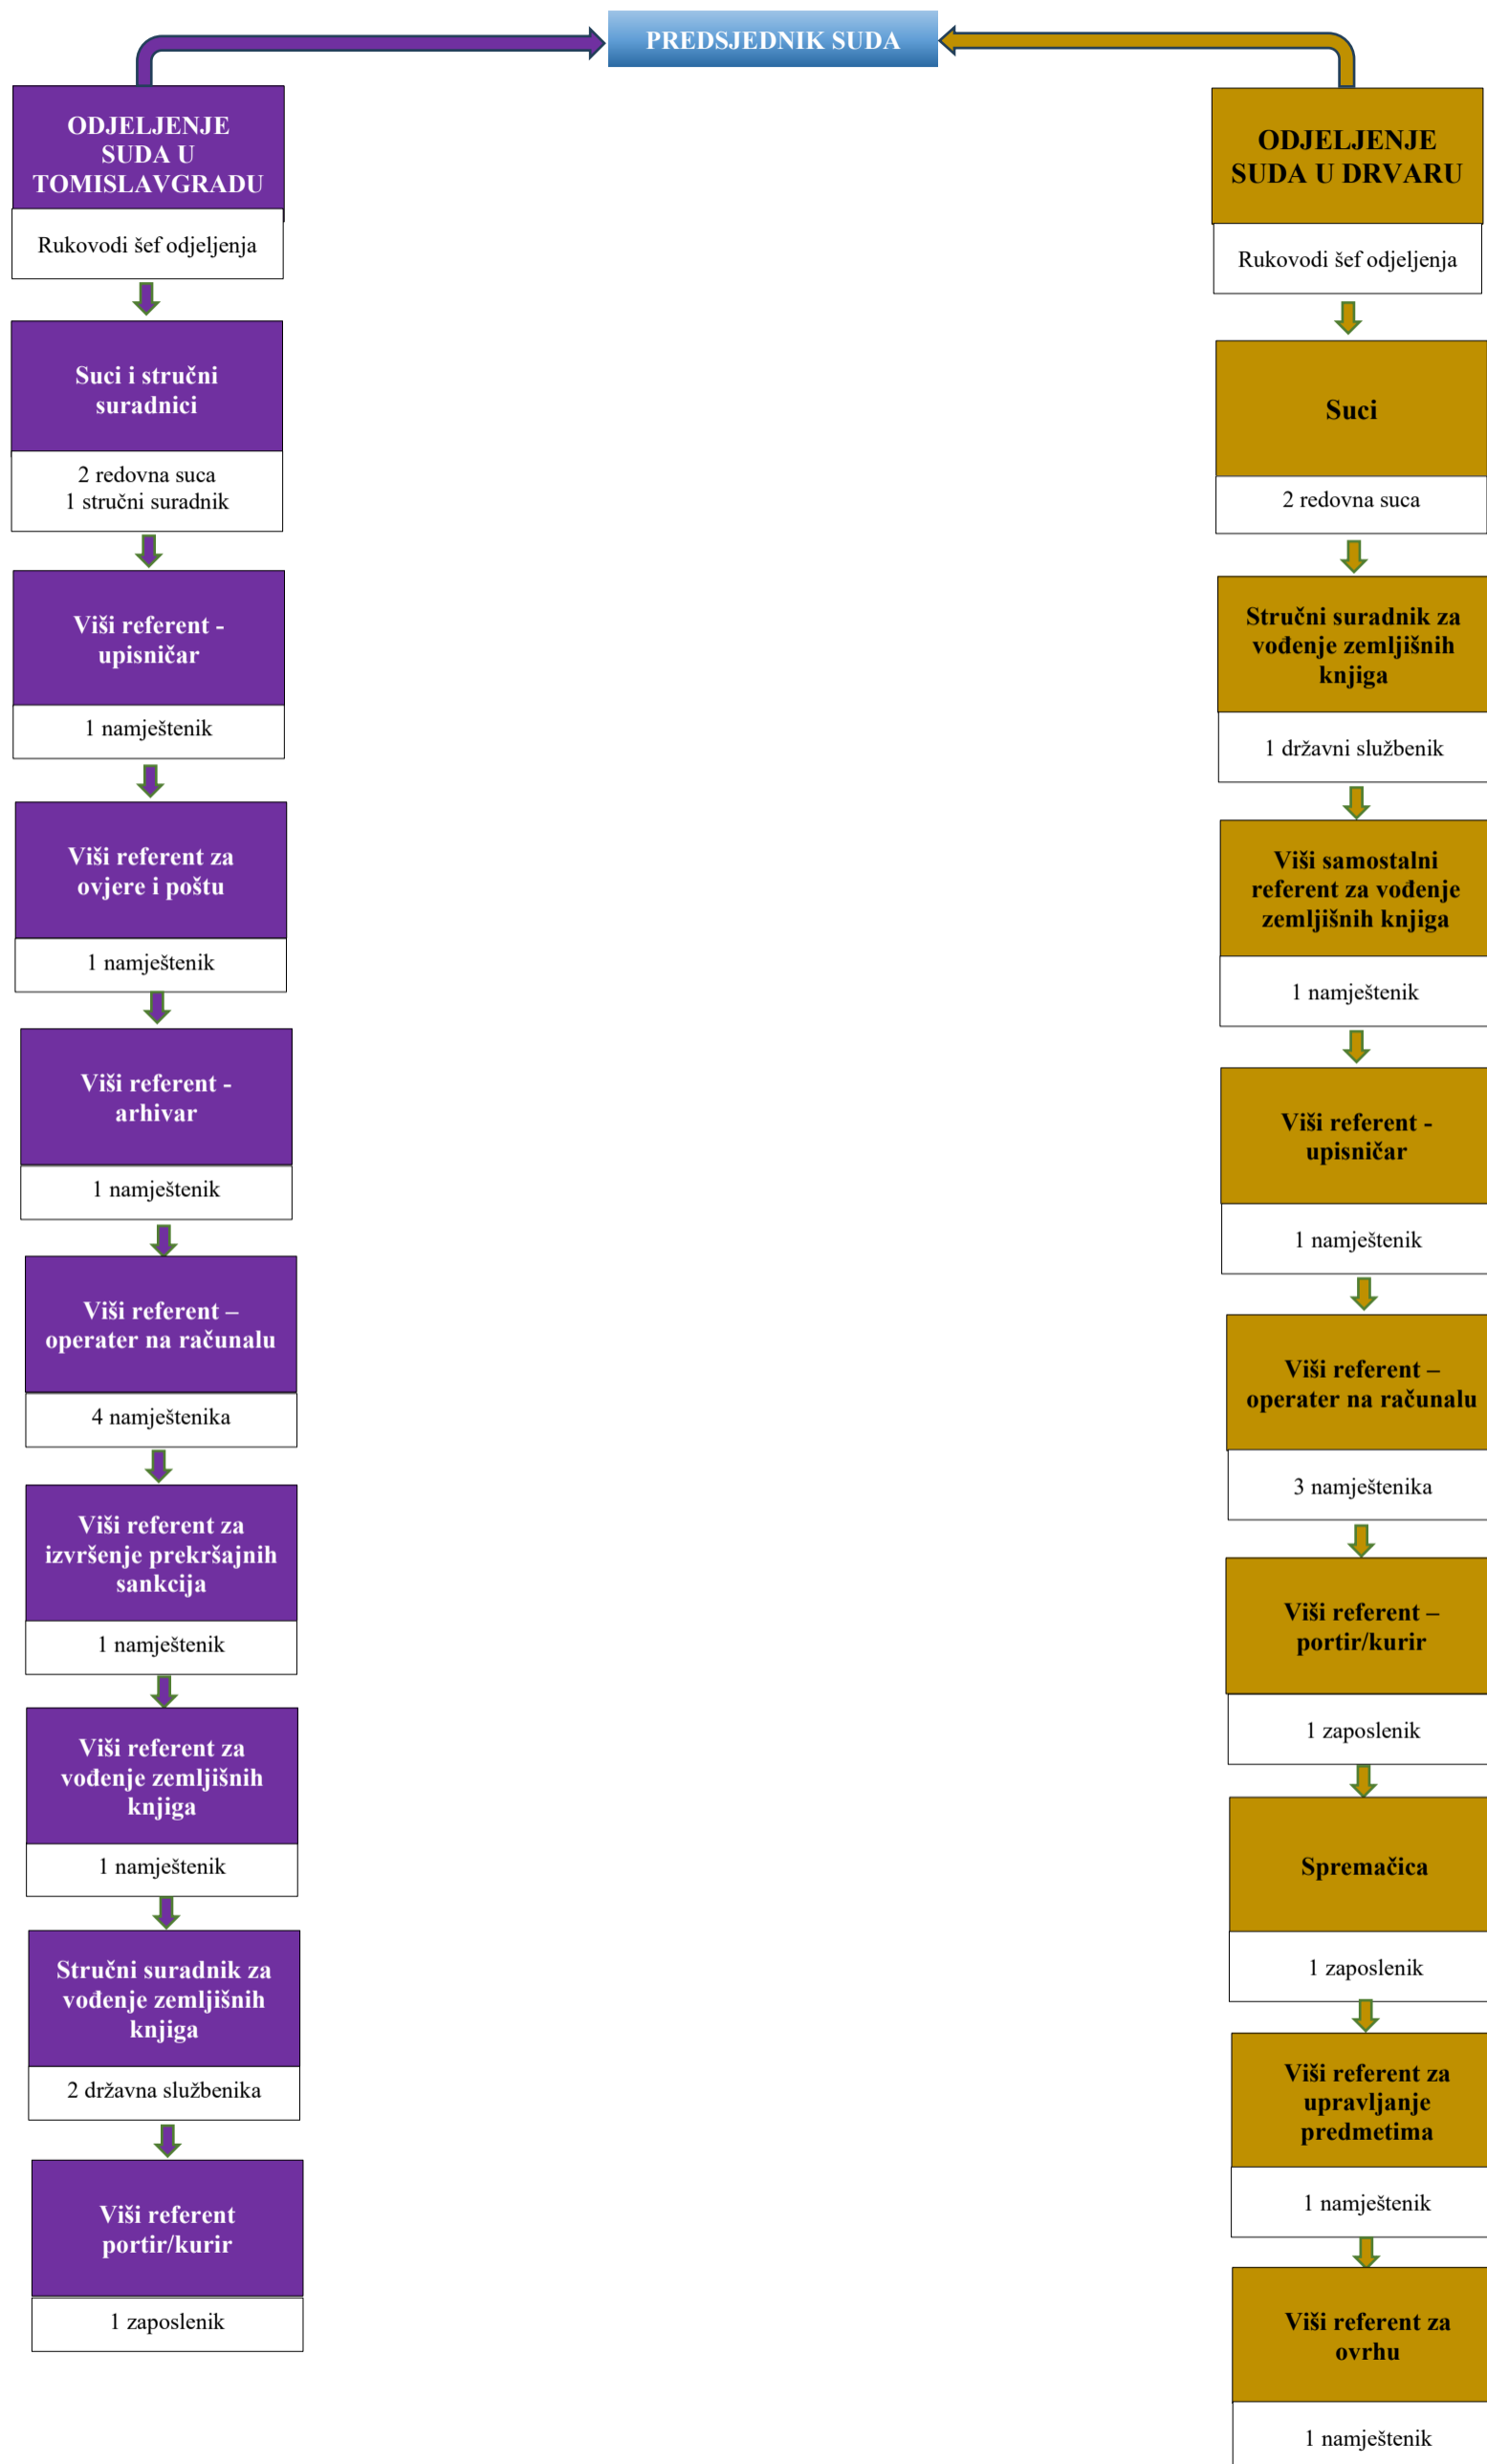 PREDSJEDNIK SUDA
ODJELJENJE
SUDA U
TOMISLAVGRADU
Rukovodi šef odjeljenja
Suci i stručni
suradnici
2 redovna suca
1 stručni suradnik
Viši referent -
upisničar
1 namještenik
Viši referent za
ovjere i poštu
1 namještenik
Viši referent -
arhivar
1 namještenik
Viši referent –
operater na računalu
4 namještenika
Viši referent za
izvršenje prekršajnih
sankcija
1 namještenik
Viši referent za
vođenje zemljišnih
knjiga
1 namještenik
Stručni suradnik za
vođenje zemljišnih
knjiga
2 državna službenika
Viši referent
portir/kurir
1 zaposlenik
ODJELJENJE
SUDA U DRVARU
Rukovodi šef odjeljenja
Suci
2 redovna suca
Stručni suradnik za
vođenje zemljišnih
knjiga
1 državni službenik
Viši samostalni
referent za vođenje
zemljišnih knjiga
1 namještenik
Viši referent -
upisničar
1 namještenik
Viši referent –
operater na računalu
3 namještenika
Viši referent –
portir/kurir
1 zaposlenik
Spremačica
1 zaposlenik
Viši referent za
upravljanje
predmetima
1 namještenik
Viši referent za
ovrhu
1 namještenik